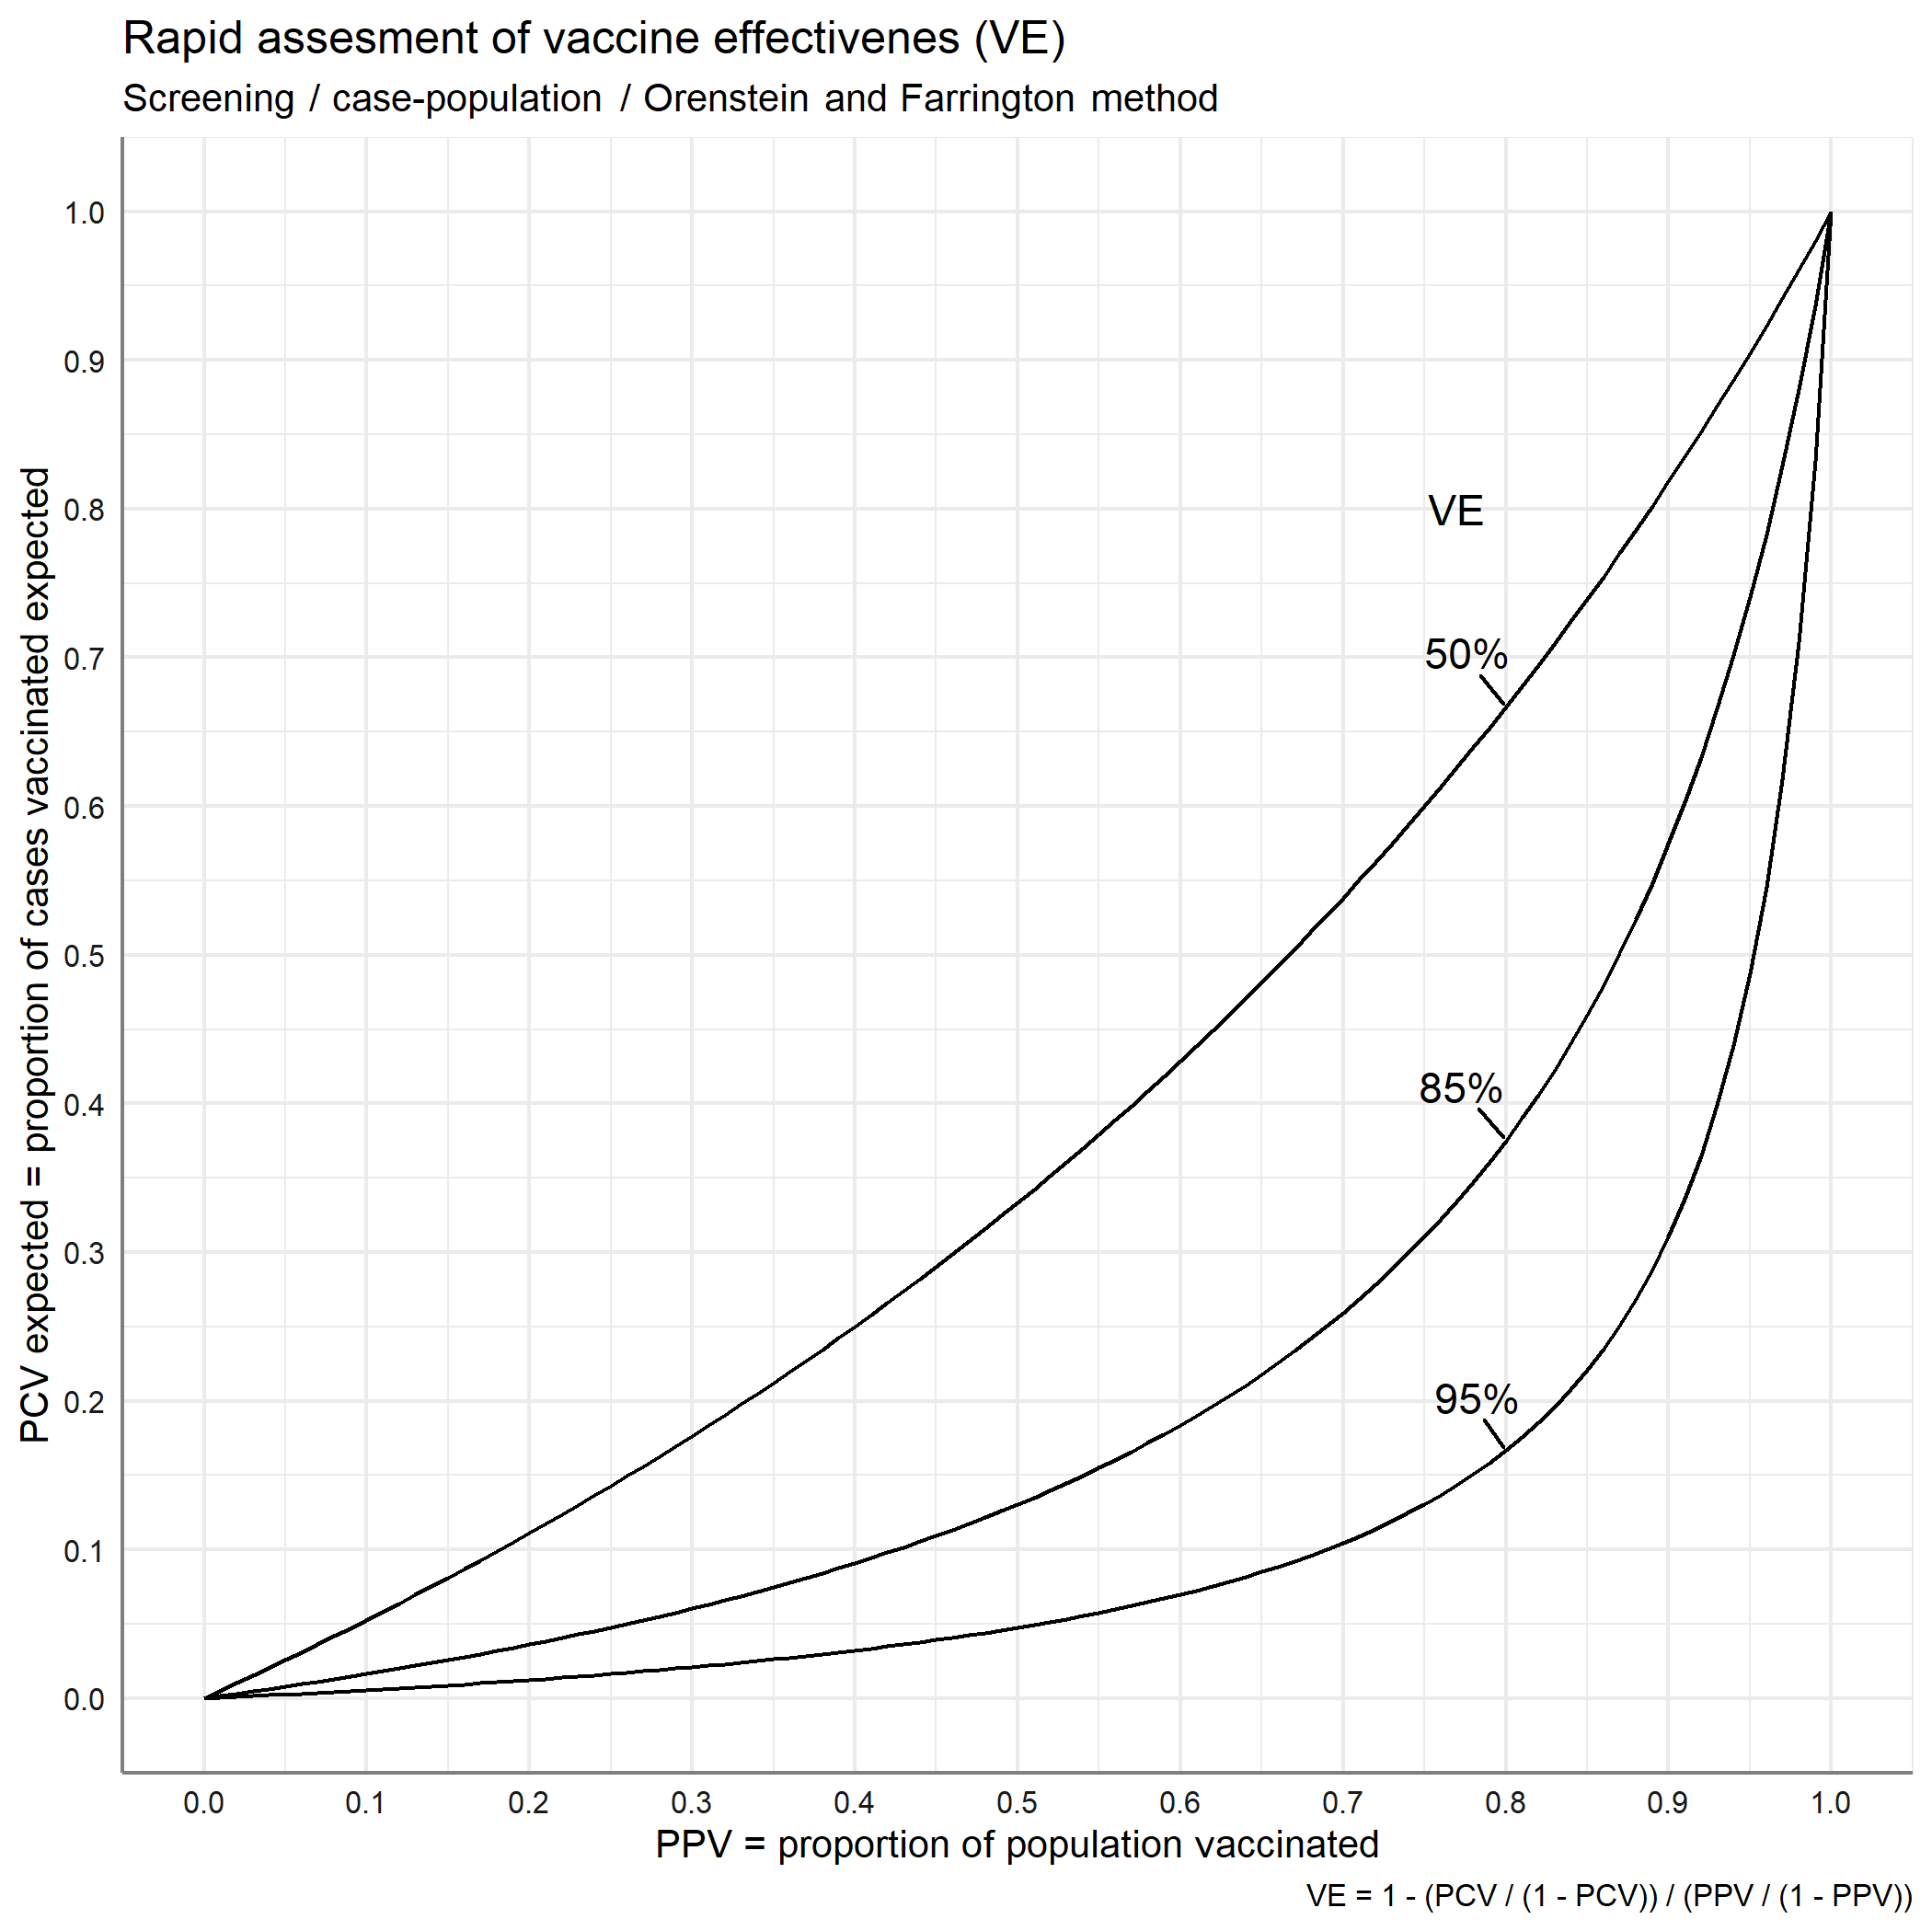 Rapid assesment of vaccine effectivenes (VE)
Screening / case-population / Orenstein and Farrington method
PCV expected = proportion of cases vaccinated expected
1.0
0.9
0.8
0.7
0.6
0.5
0.4
0.3
0.2
0.1
0.0
VE
50%
85%
95%
0.0 0.1 0.2 0.3 0.4 0.5 0.6 0.7 0.8 0.9 1.0
PPV = proportion of population vaccinated
VE = 1 - (PCV / (1 - PCV)) / (PPV / (1 - PPV))